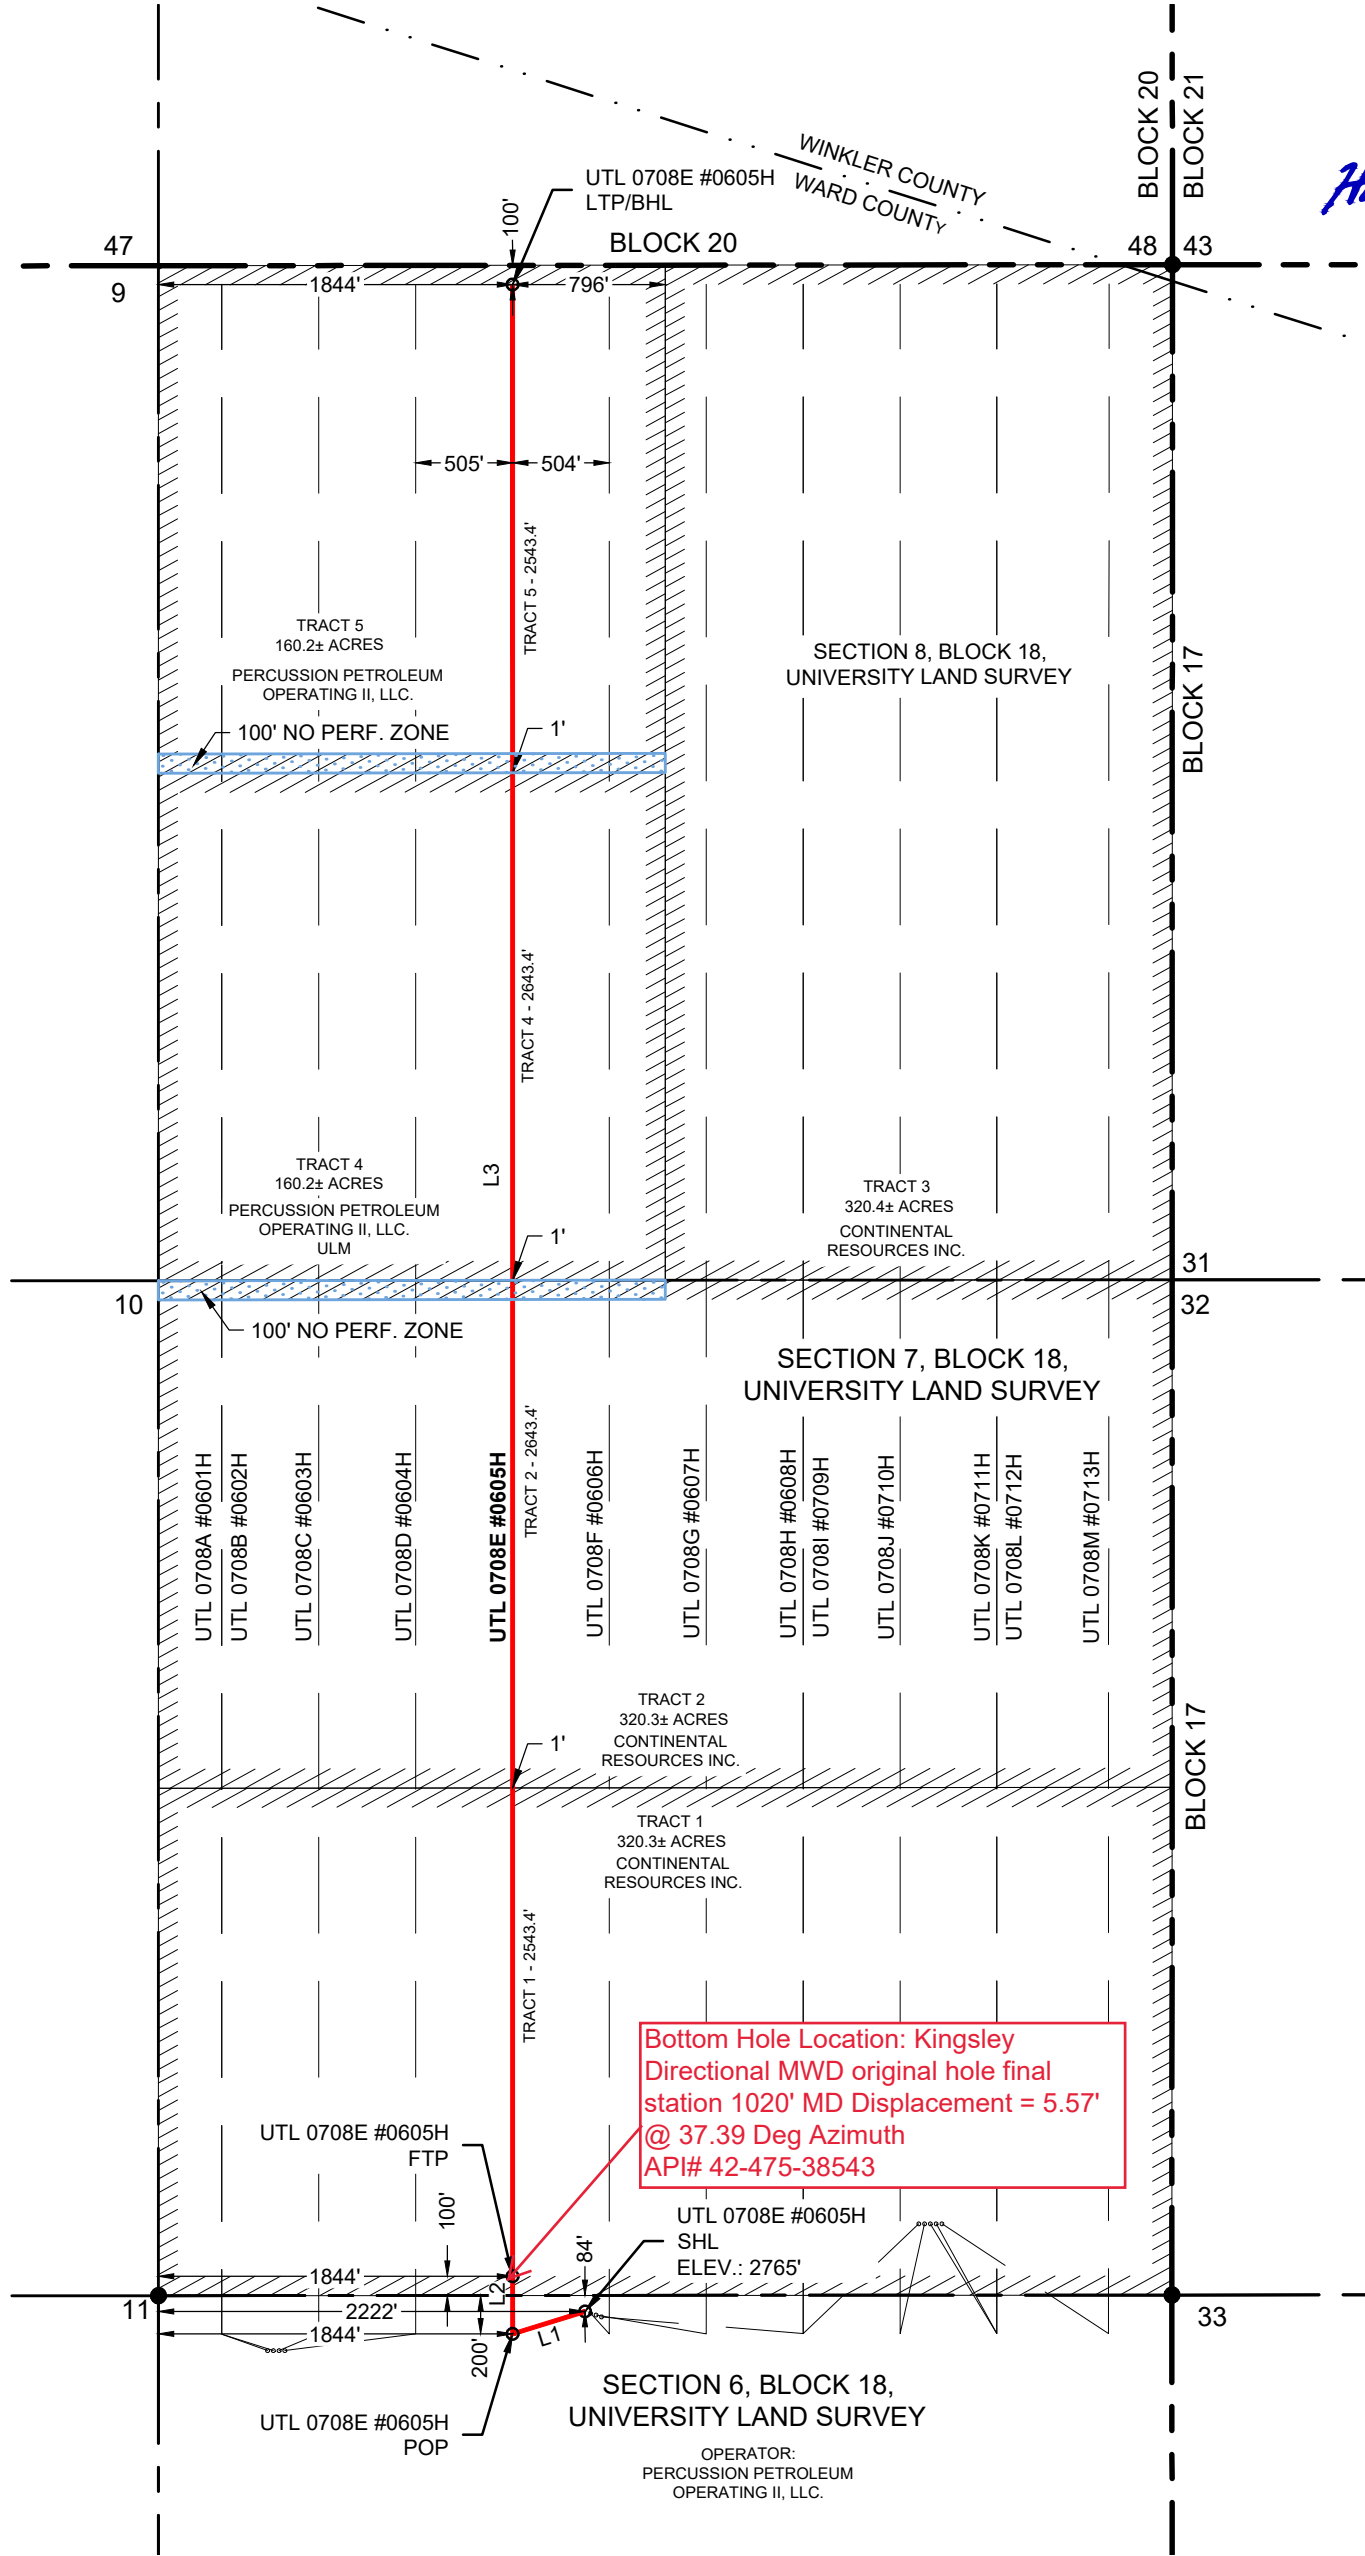 BLOCK 20
BLOCK 21
WINKLER COUNTY
WARD COUNTY
UTL 0708E #0605H
LTP/BHL
100'
BLOCK 20
47
48
43
9
1844'
796'
505'
504'
TRACT 5 - 2543.4'
TRACT 5
160.2± ACRES
PERCUSSION PETROLEUM
OPERATING II, LLC.
SECTION 8, BLOCK 18,
UNIVERSITY LAND SURVEY
BLOCK 17
100' NO PERF. ZONE
1'
TRACT 4 - 2643.4'
L3
TRACT 4
160.2± ACRES
PERCUSSION PETROLEUM
OPERATING II, LLC.
ULM
TRACT 3
320.4± ACRES
CONTINENTAL
RESOURCES INC.
1'
31
10
32
100' NO PERF. ZONE
SECTION 7, BLOCK 18,
UNIVERSITY LAND SURVEY
TRACT 2 - 2643.4'
UTL 0708A #0601H
UTL 0708B #0602H
UTL 0708C #0603H
UTL 0708D #0604H
UTL 0708E #0605H
UTL 0708F #0606H
UTL 0708G #0607H
UTL 0708H #0608H
UTL 0708I #0709H
UTL 0708J #0710H
UTL 0708K #0711H
UTL 0708L #0712H
UTL 0708M #0713H
TRACT 2
320.3± ACRES
CONTINENTAL
RESOURCES INC.
1'
BLOCK 17
TRACT 1
320.3± ACRES
CONTINENTAL
RESOURCES INC.
TRACT 1 - 2543.4'
Bottom Hole Location: Kingsley
Directional MWD original hole final
station 1020' MD Displacement = 5.57'
@ 37.39 Deg Azimuth
API# 42-475-38543
UTL 0708E #0605H
FTP
100'
UTL 0708E #0605H
SHL
ELEV.: 2765'
84'
1844'
L2
11
2222'
33
1844'
L1
200'
SECTION 6, BLOCK 18,
UNIVERSITY LAND SURVEY
UTL 0708E #0605H
POP
OPERATOR:
PERCUSSION PETROLEUM
OPERATING II, LLC.